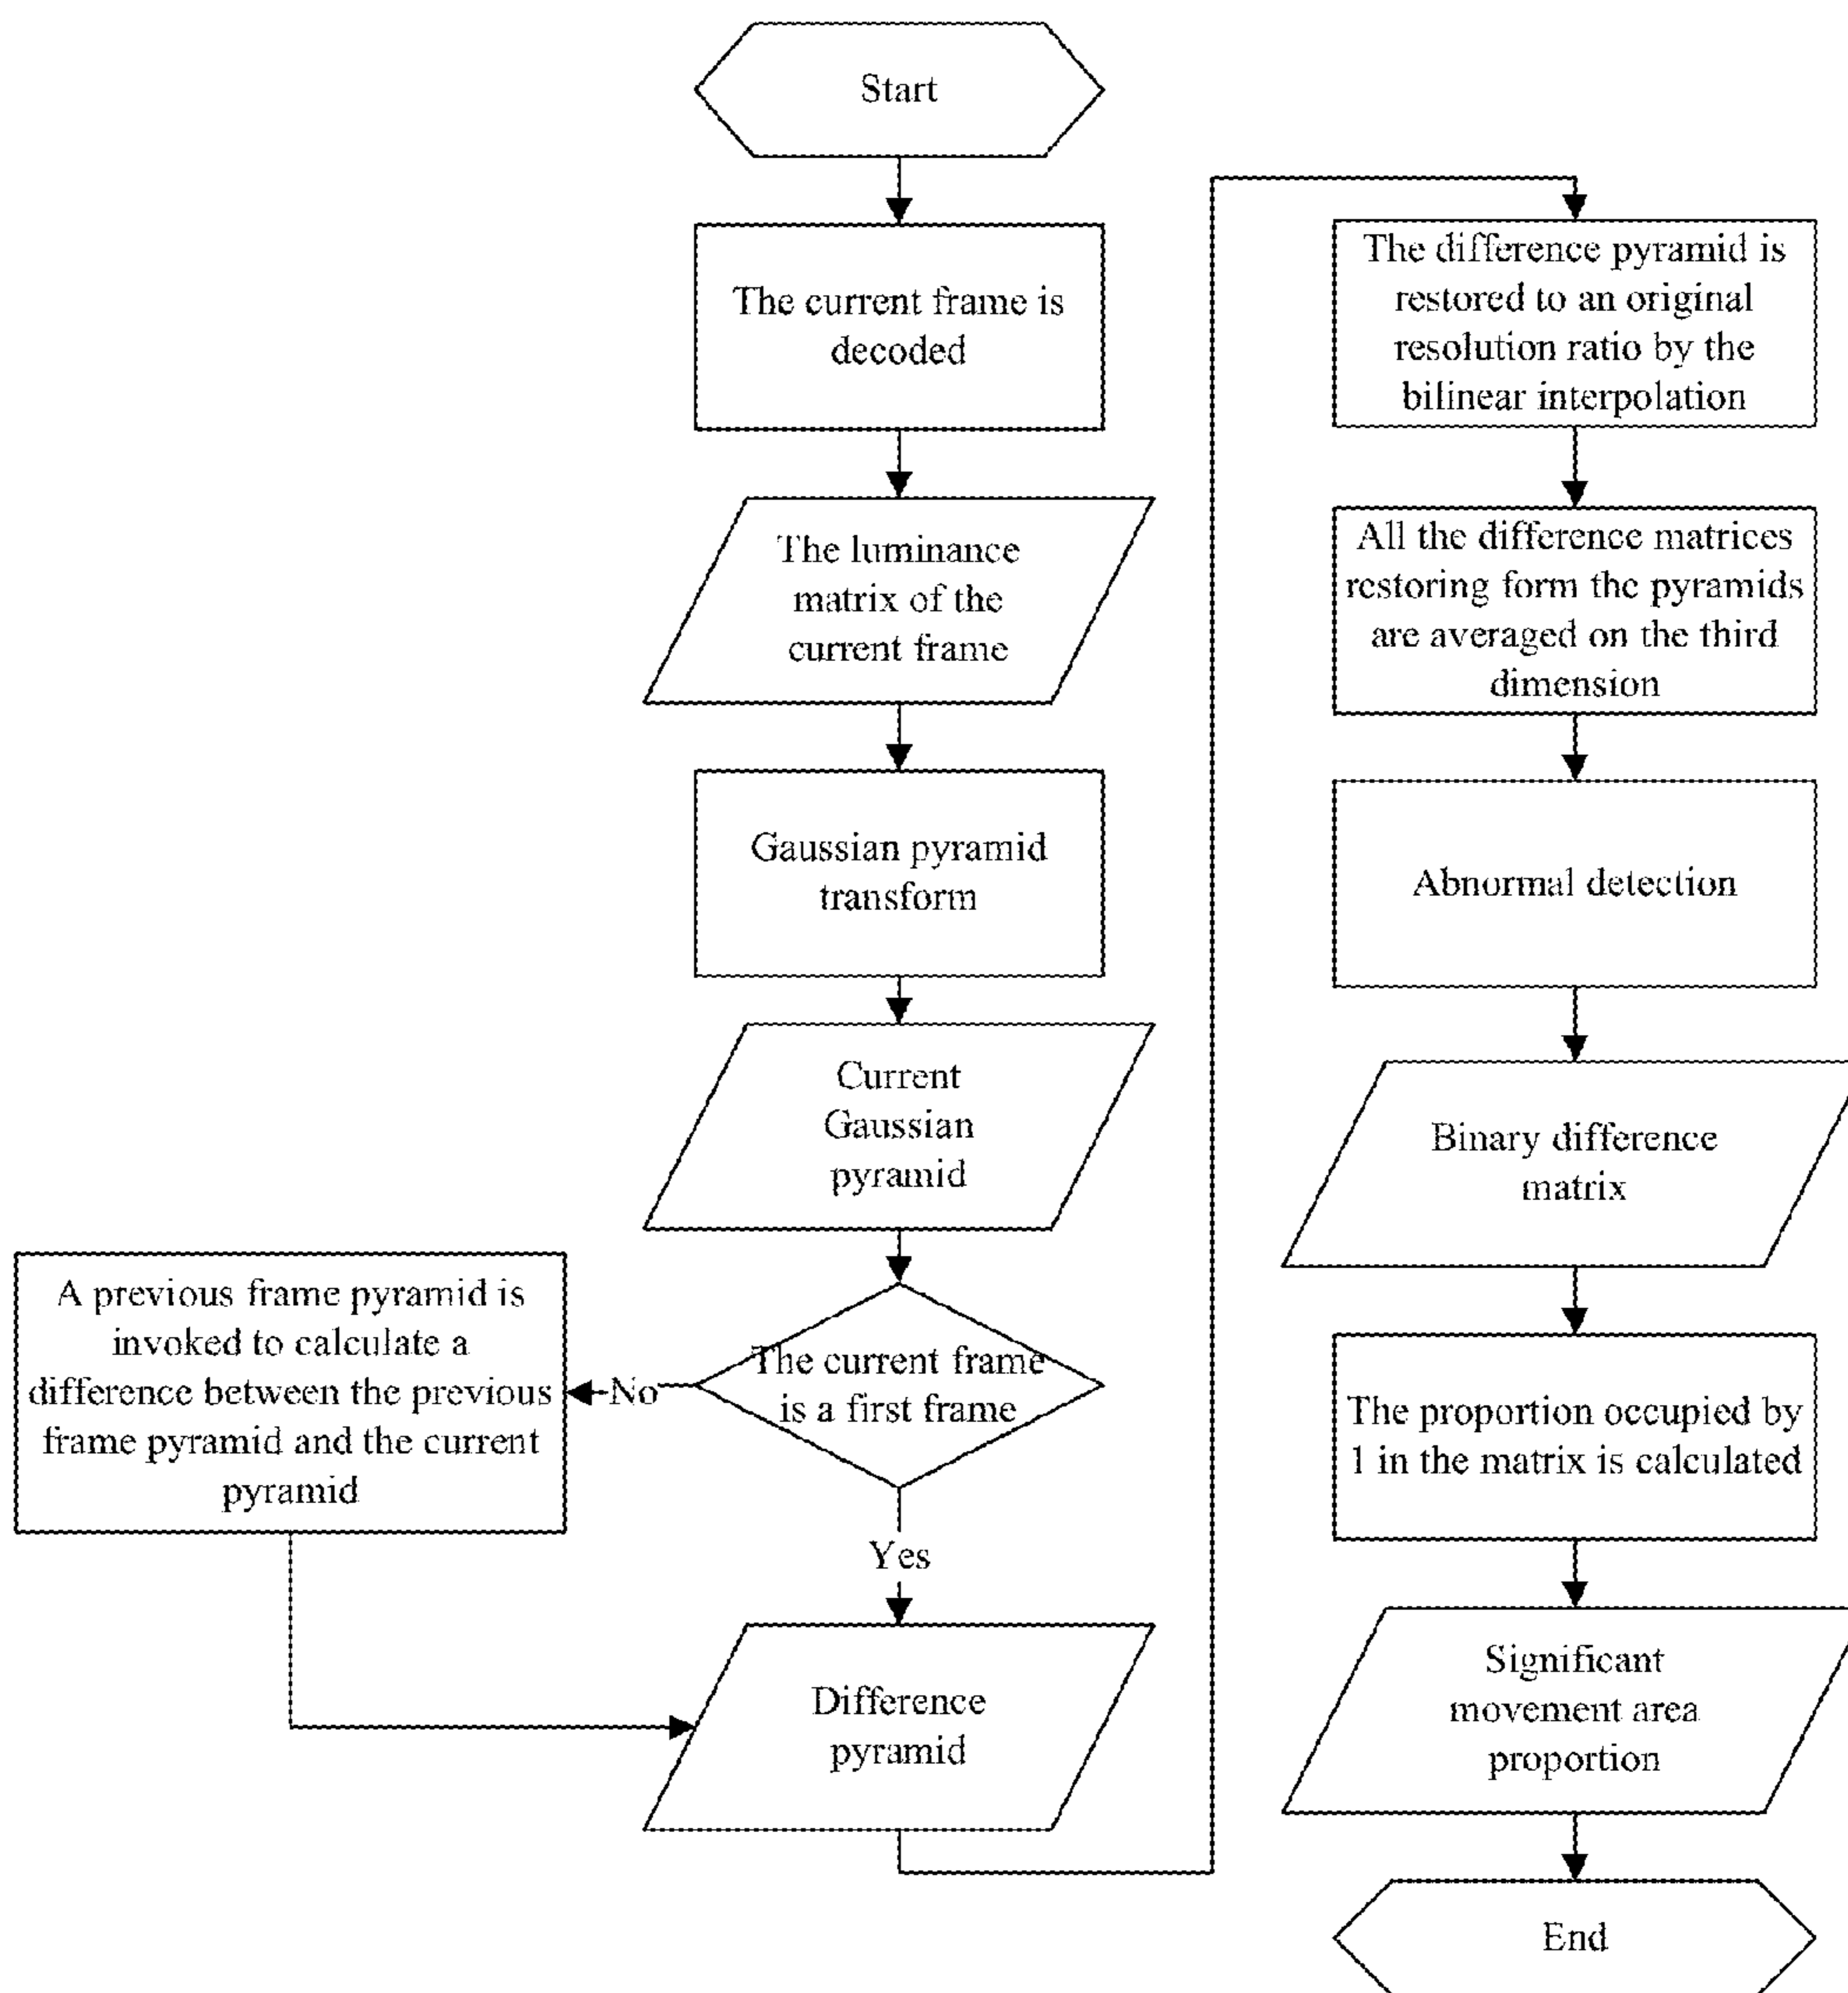 Start
The current frame is
decoded
The luminance
matrix of the
current frame
Gaussian pyramid
transform
Current
Gaussian
pyramid
The current frame
is a first frame
No
A previous frame pyramid is
invoked to calculate a
difference between the previous
frame pyramid and the current
pyramid
Yes
Difference
pyramid
The difference pyramid is
restored to an original
resolution ratio by the
bilinear interpolation
All the difference matrices
restoring form the pyramids
are averaged on the third
dimension
Abnormal detection
Binary difference
matrix
The proportion occupied by
1 in the matrix is calculated
Significant
movement area
proportion
End